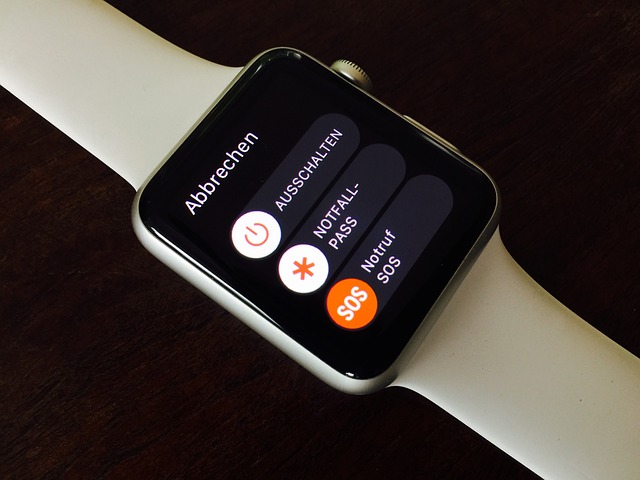 Abbrechen
AUSSCHALTEN
NOTFALL-
PASS
Notruf
SOS
SOS